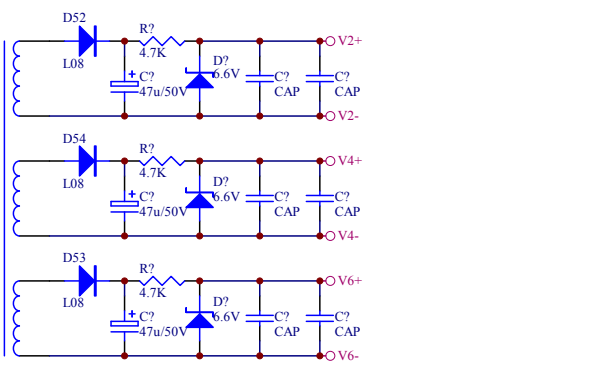 D52
R?
V2+
4.7K
D?
L08
+
C?
6.6V
C?
C?
47u/50V
CAP
CAP
V2-
D54
R?
V4+
4.7K
D?
L08
+
C?
6.6V
C?
C?
47u/50V
CAP
CAP
V4-
D53
R?
V6+
4.7K
D?
L08
+
C?
6.6V
C?
C?
47u/50V
CAP
CAP
V6-